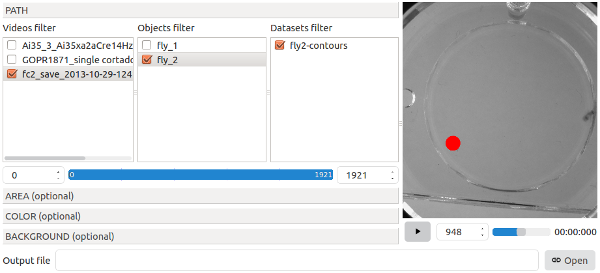 PATH
Videos filter
Objects filter
Datasets filter
Ai35_3_Ai35xa2aCre14Hz
GOPR1871_single cortado
fc2_save_2013-10-29-124
fly_1
fly_2
fly2-contours
0
0
1921
1921
AREA (optional)
COLOR (optional)
BACKGROUND (optional)
948
00:00:000
Output file
Open